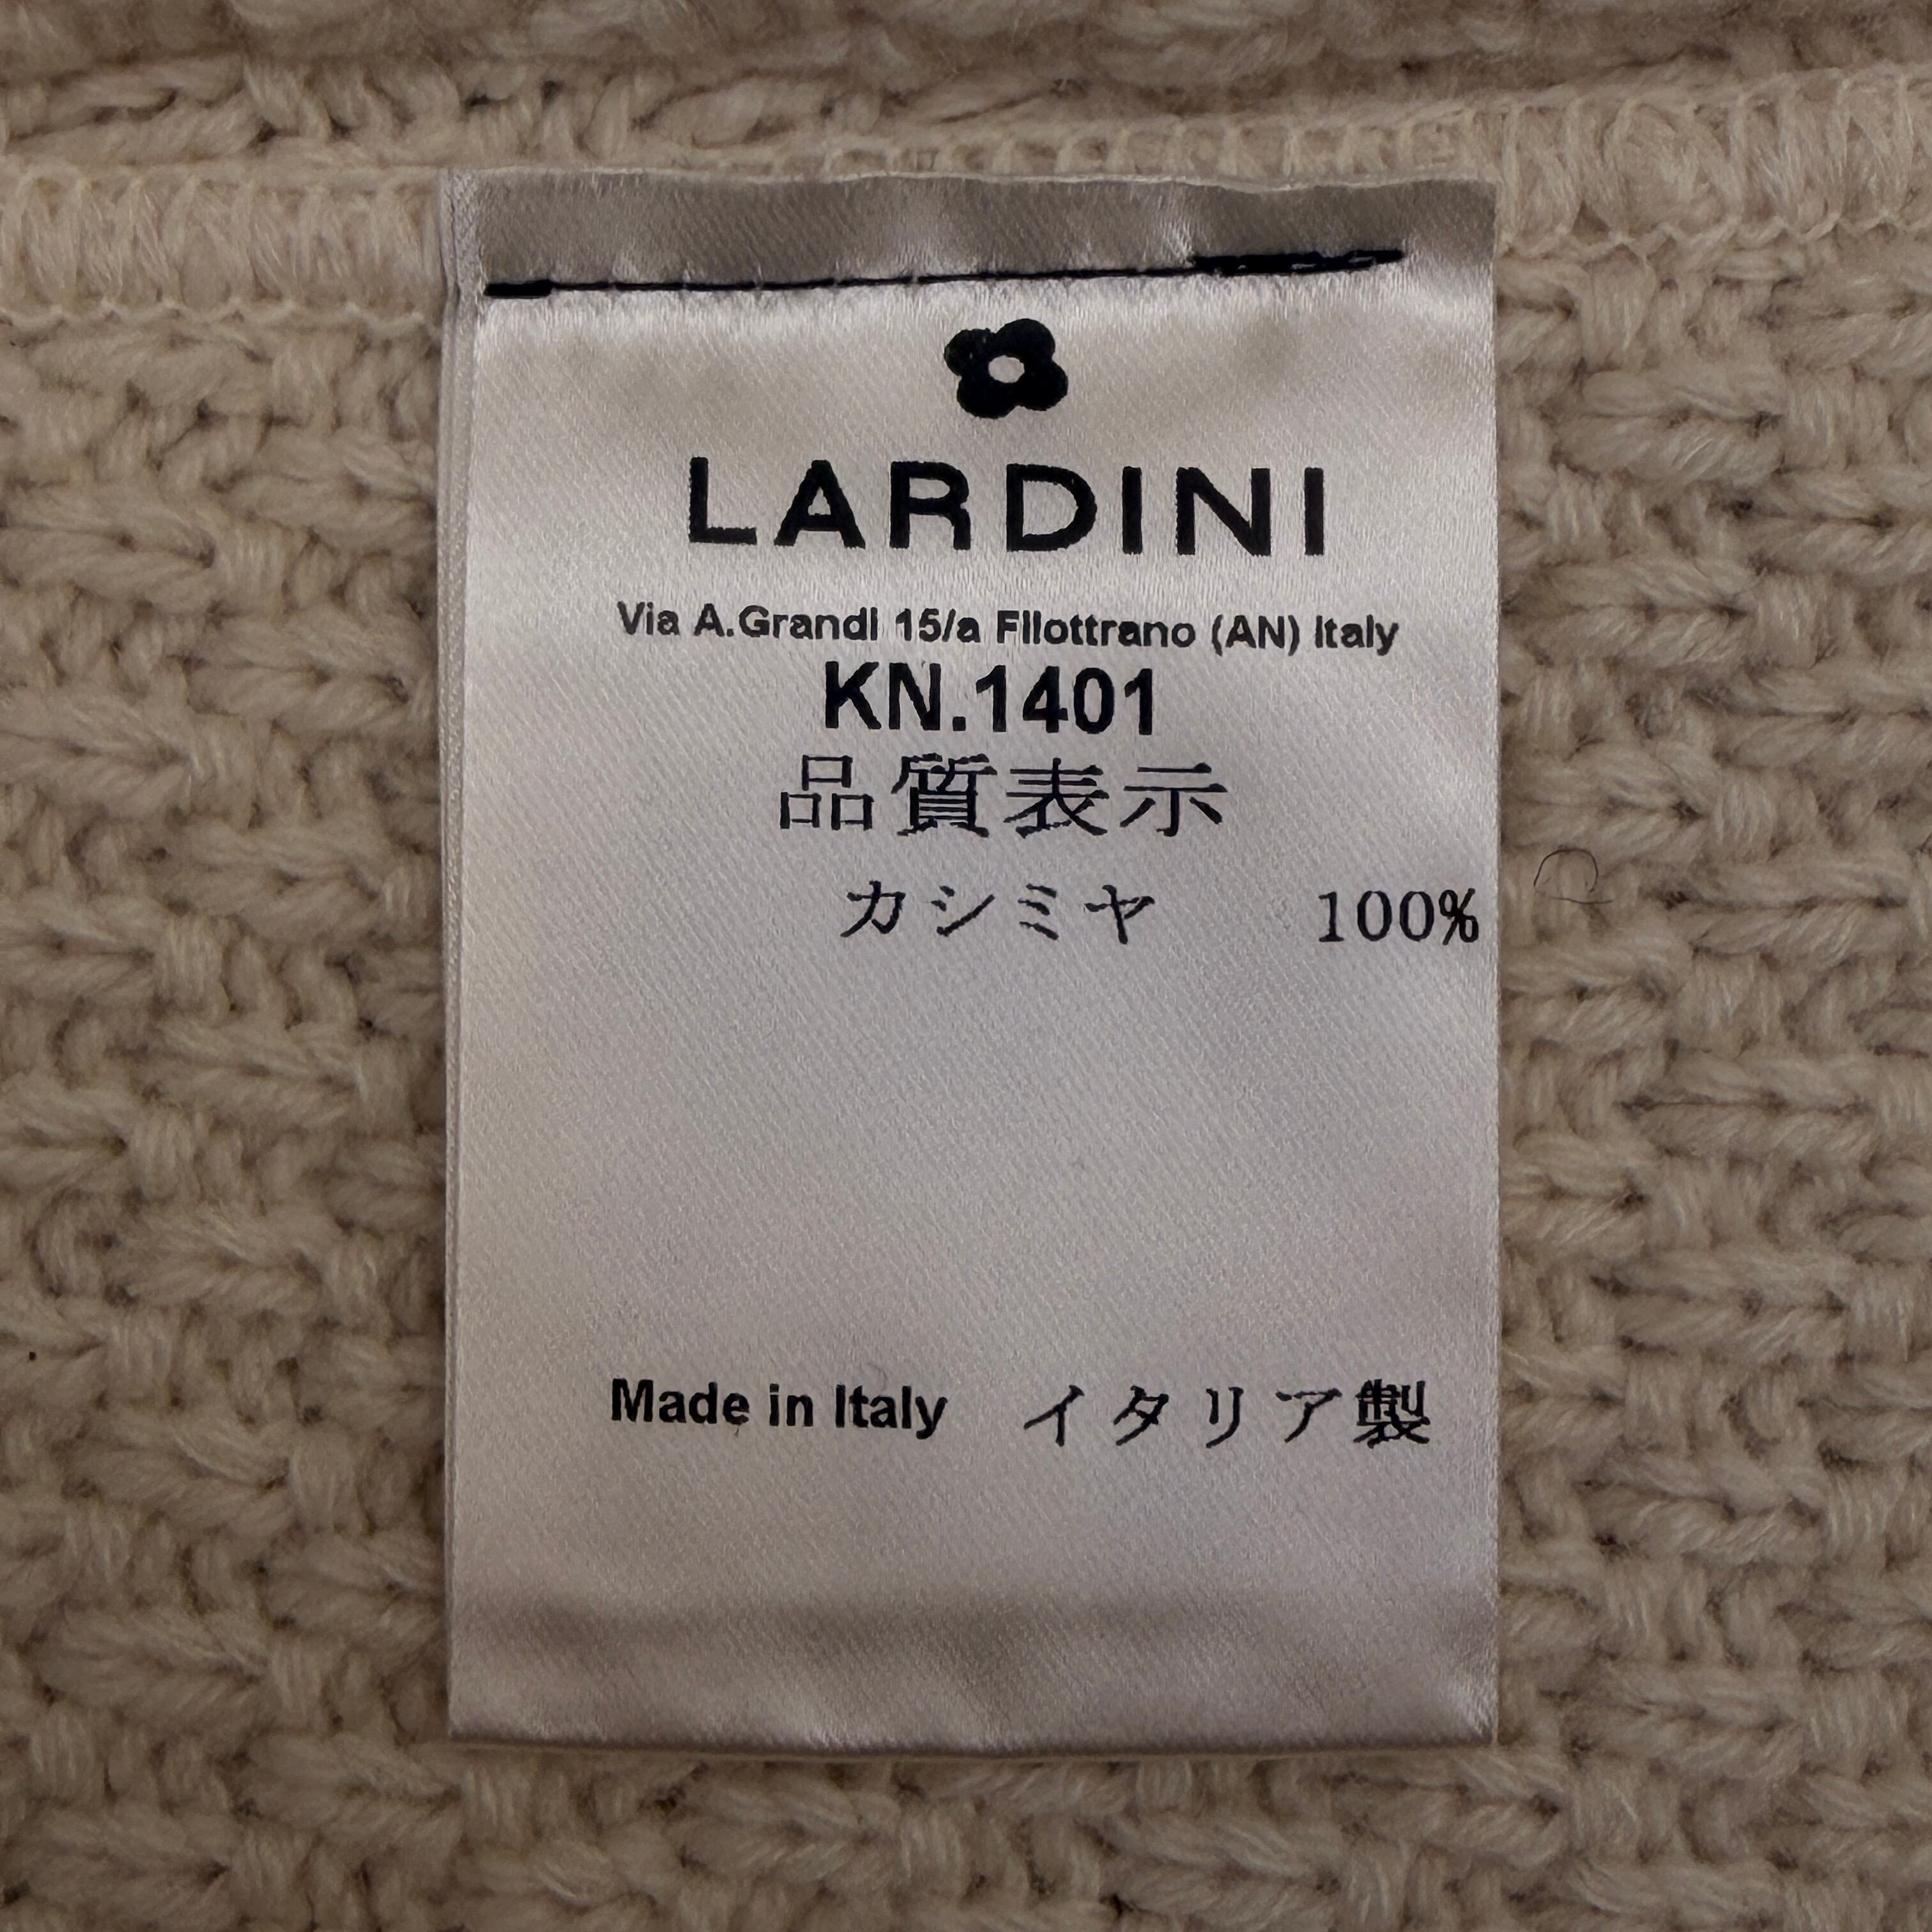 LARDINI
Via A.Grandi 15/a Filottrano (AN) Italy
KN.1401
品質表示
カシミヤ 100%
Made in Italy イタリア製